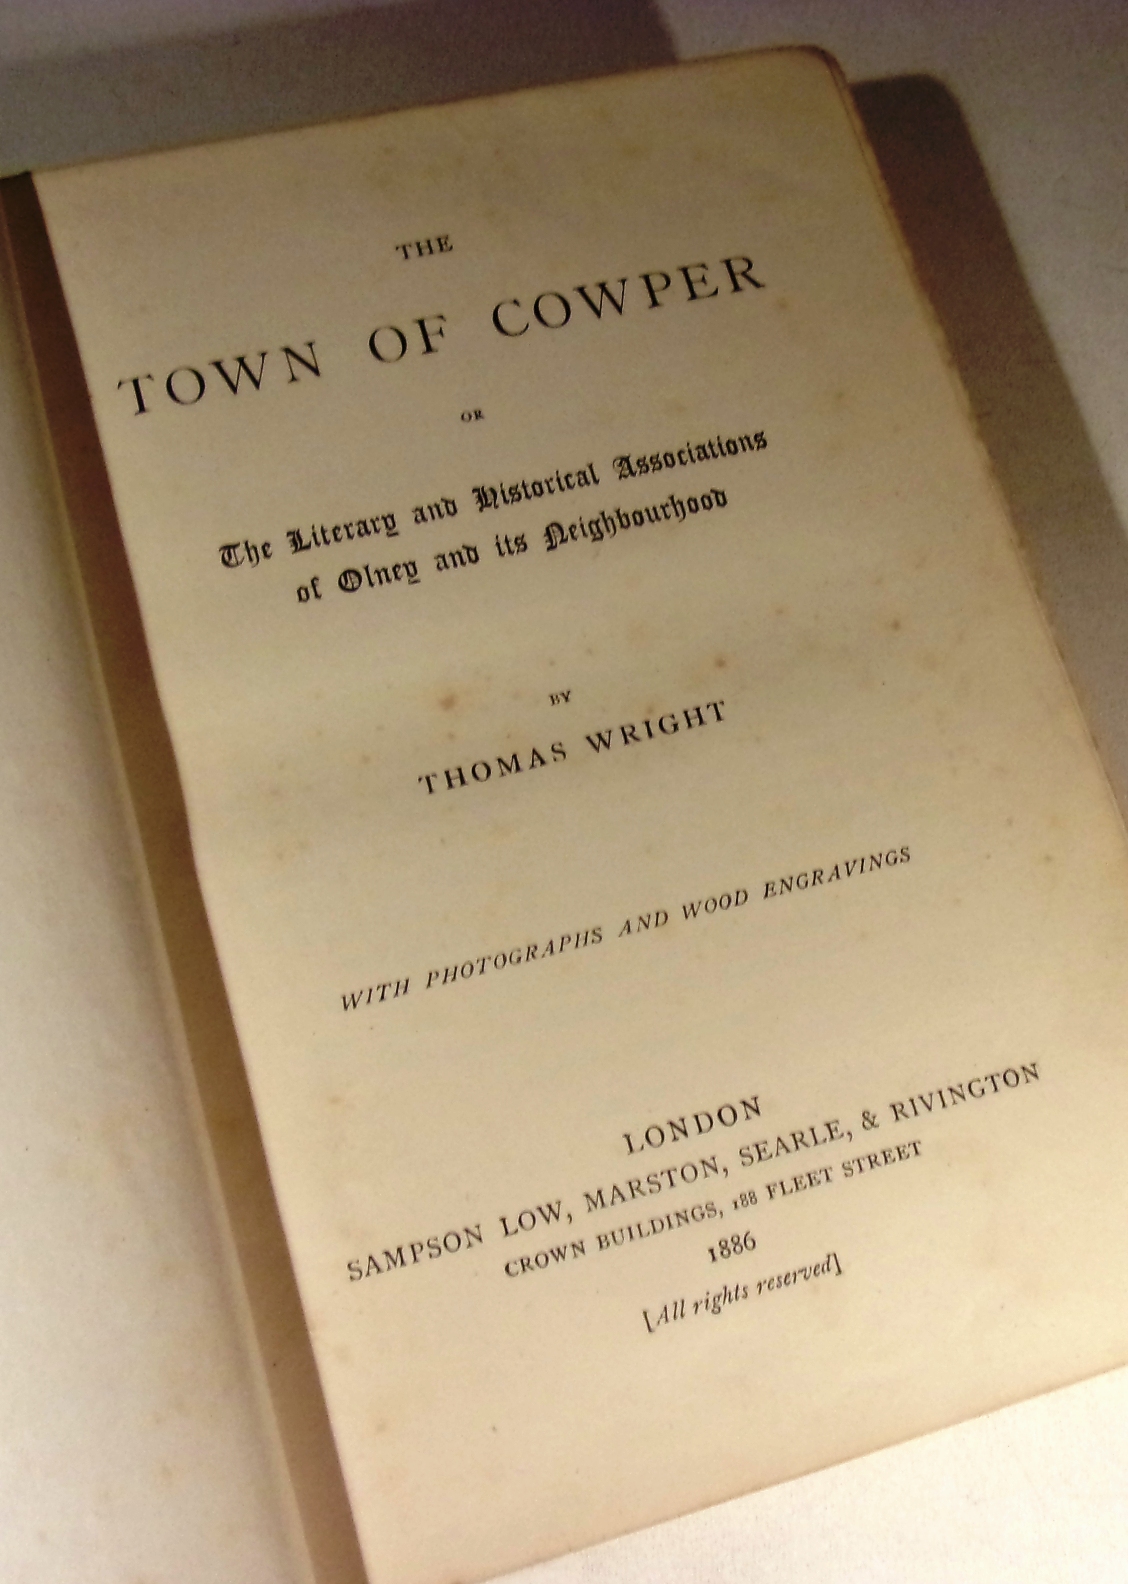 THE
TOWN OF COWPER
OR
The Literary and Historical Associations
of Olney and its Neighbourhood
BY
THOMAS WRIGHT
WITH PHOTOGRAPHS AND WOOD ENGRAVINGS
LONDON
SAMPSON LOW, MARSTON, SEARLE, & RIVINGTON
CROWN BUILDINGS, 188 FLEET STREET
1886
[All rights reserved]